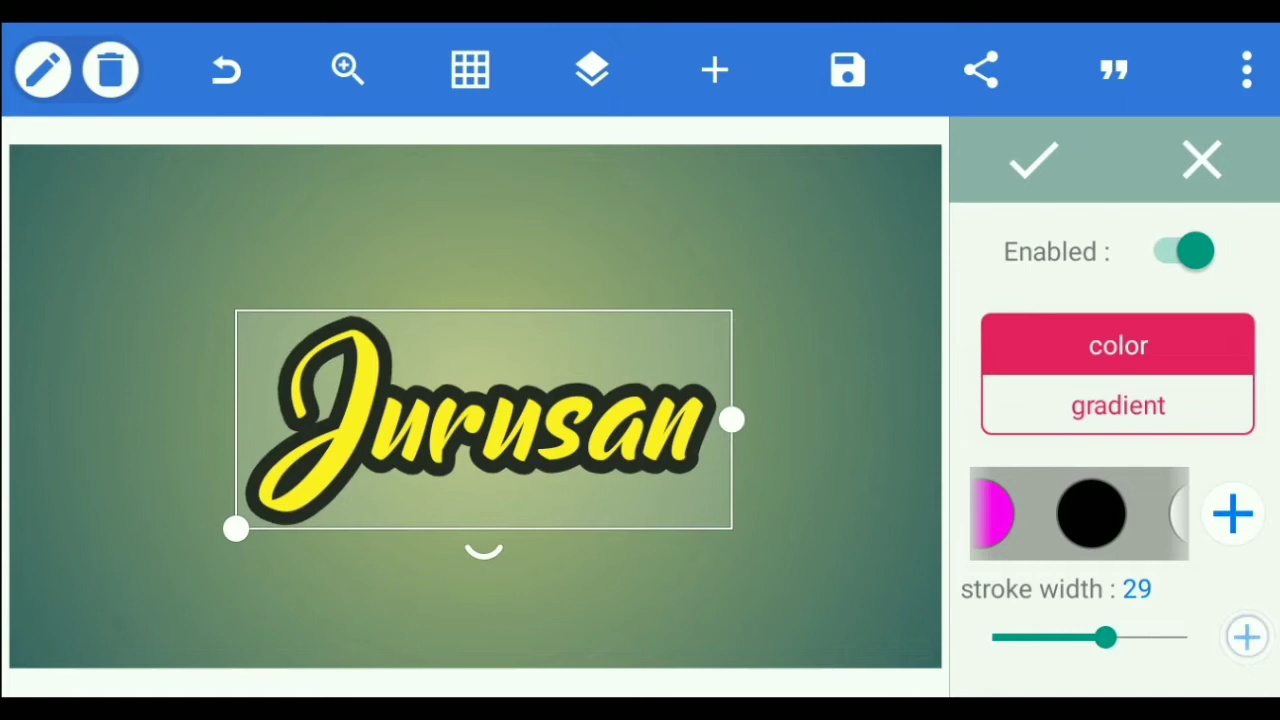 Enabled :
color
gradient
Jurusan
stroke width : 29